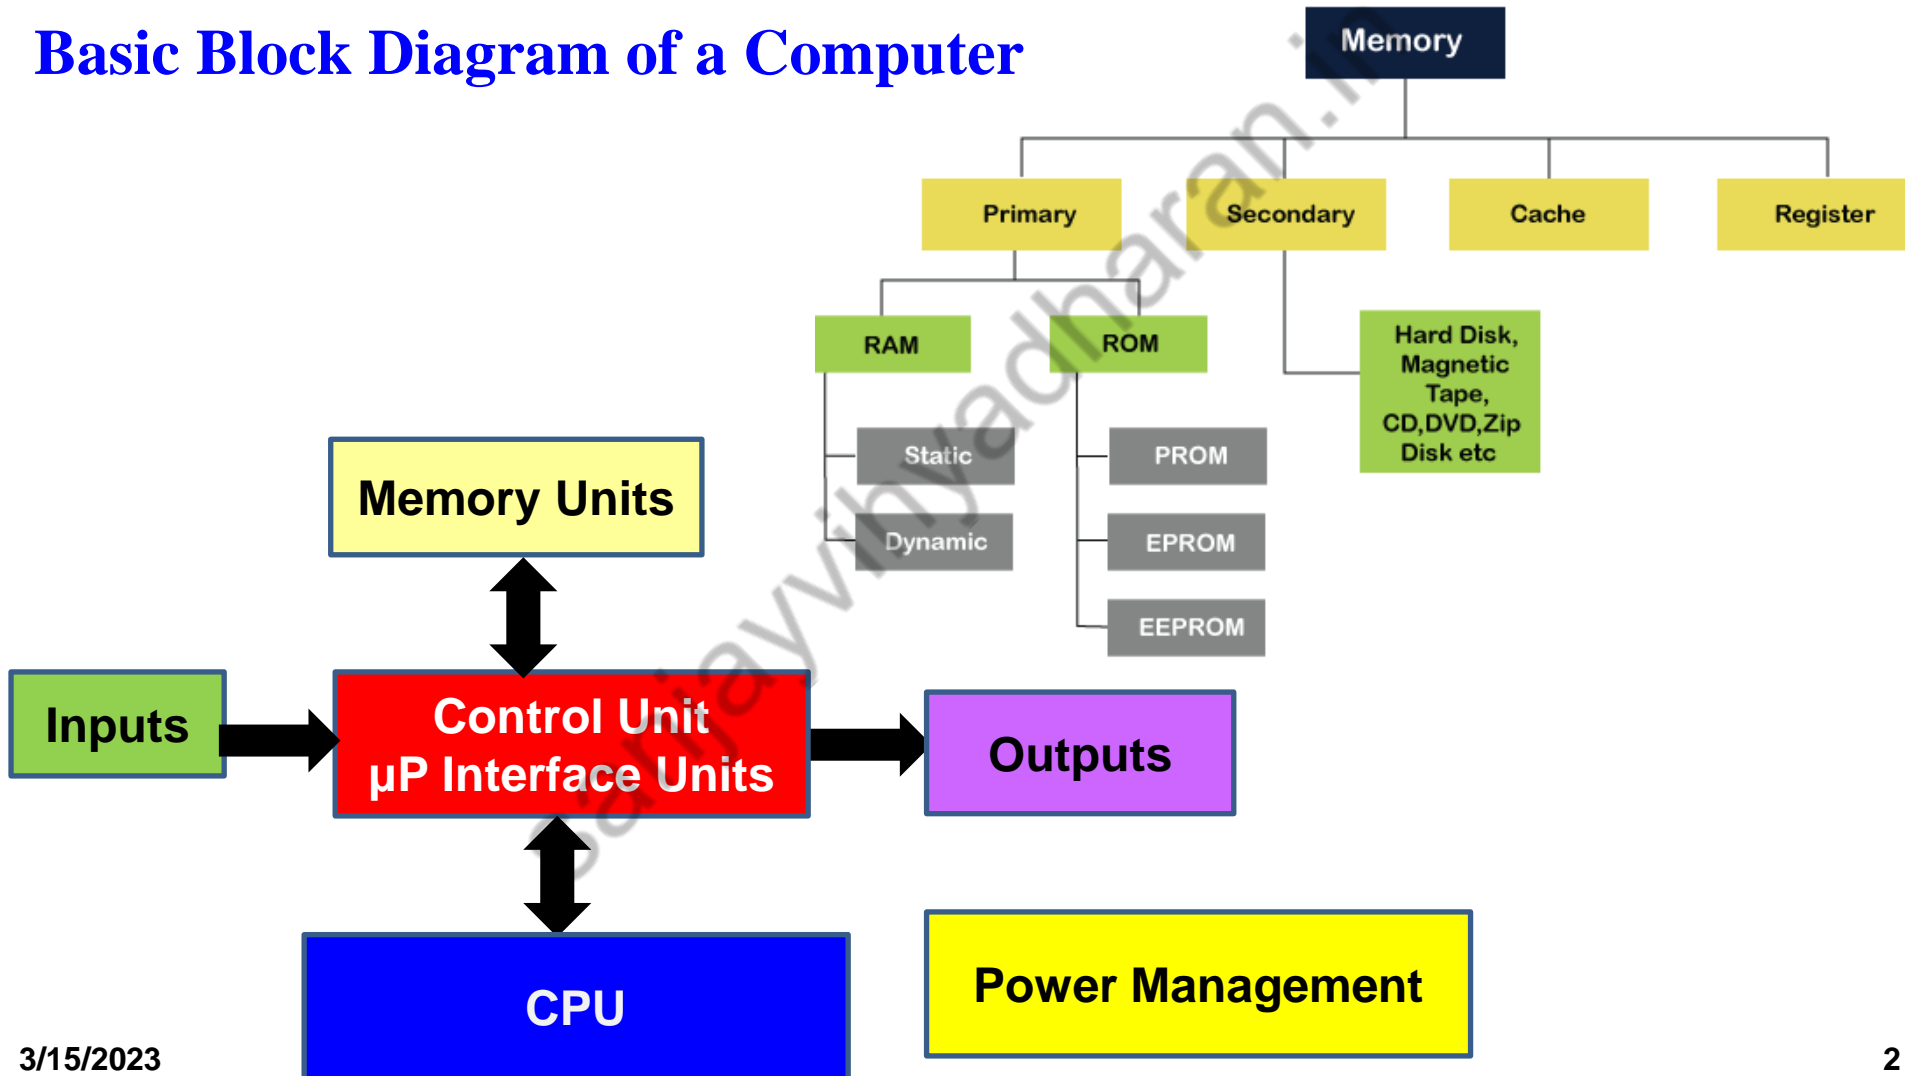 Basic Block Diagram of a Computer
Memory
Primary
Secondary
Cache
Register
RAM
ROM
Hard Disk,
Magnetic
Tape,
CD,DVD,Zip
Disk etc
Static
PROM
Dynamic
EPROM
EEPROM
Memory Units
Inputs
Control Unit
µP Interface Units
Outputs
CPU
Power Management
sanjayvihyadharan.in
3/15/2023
2